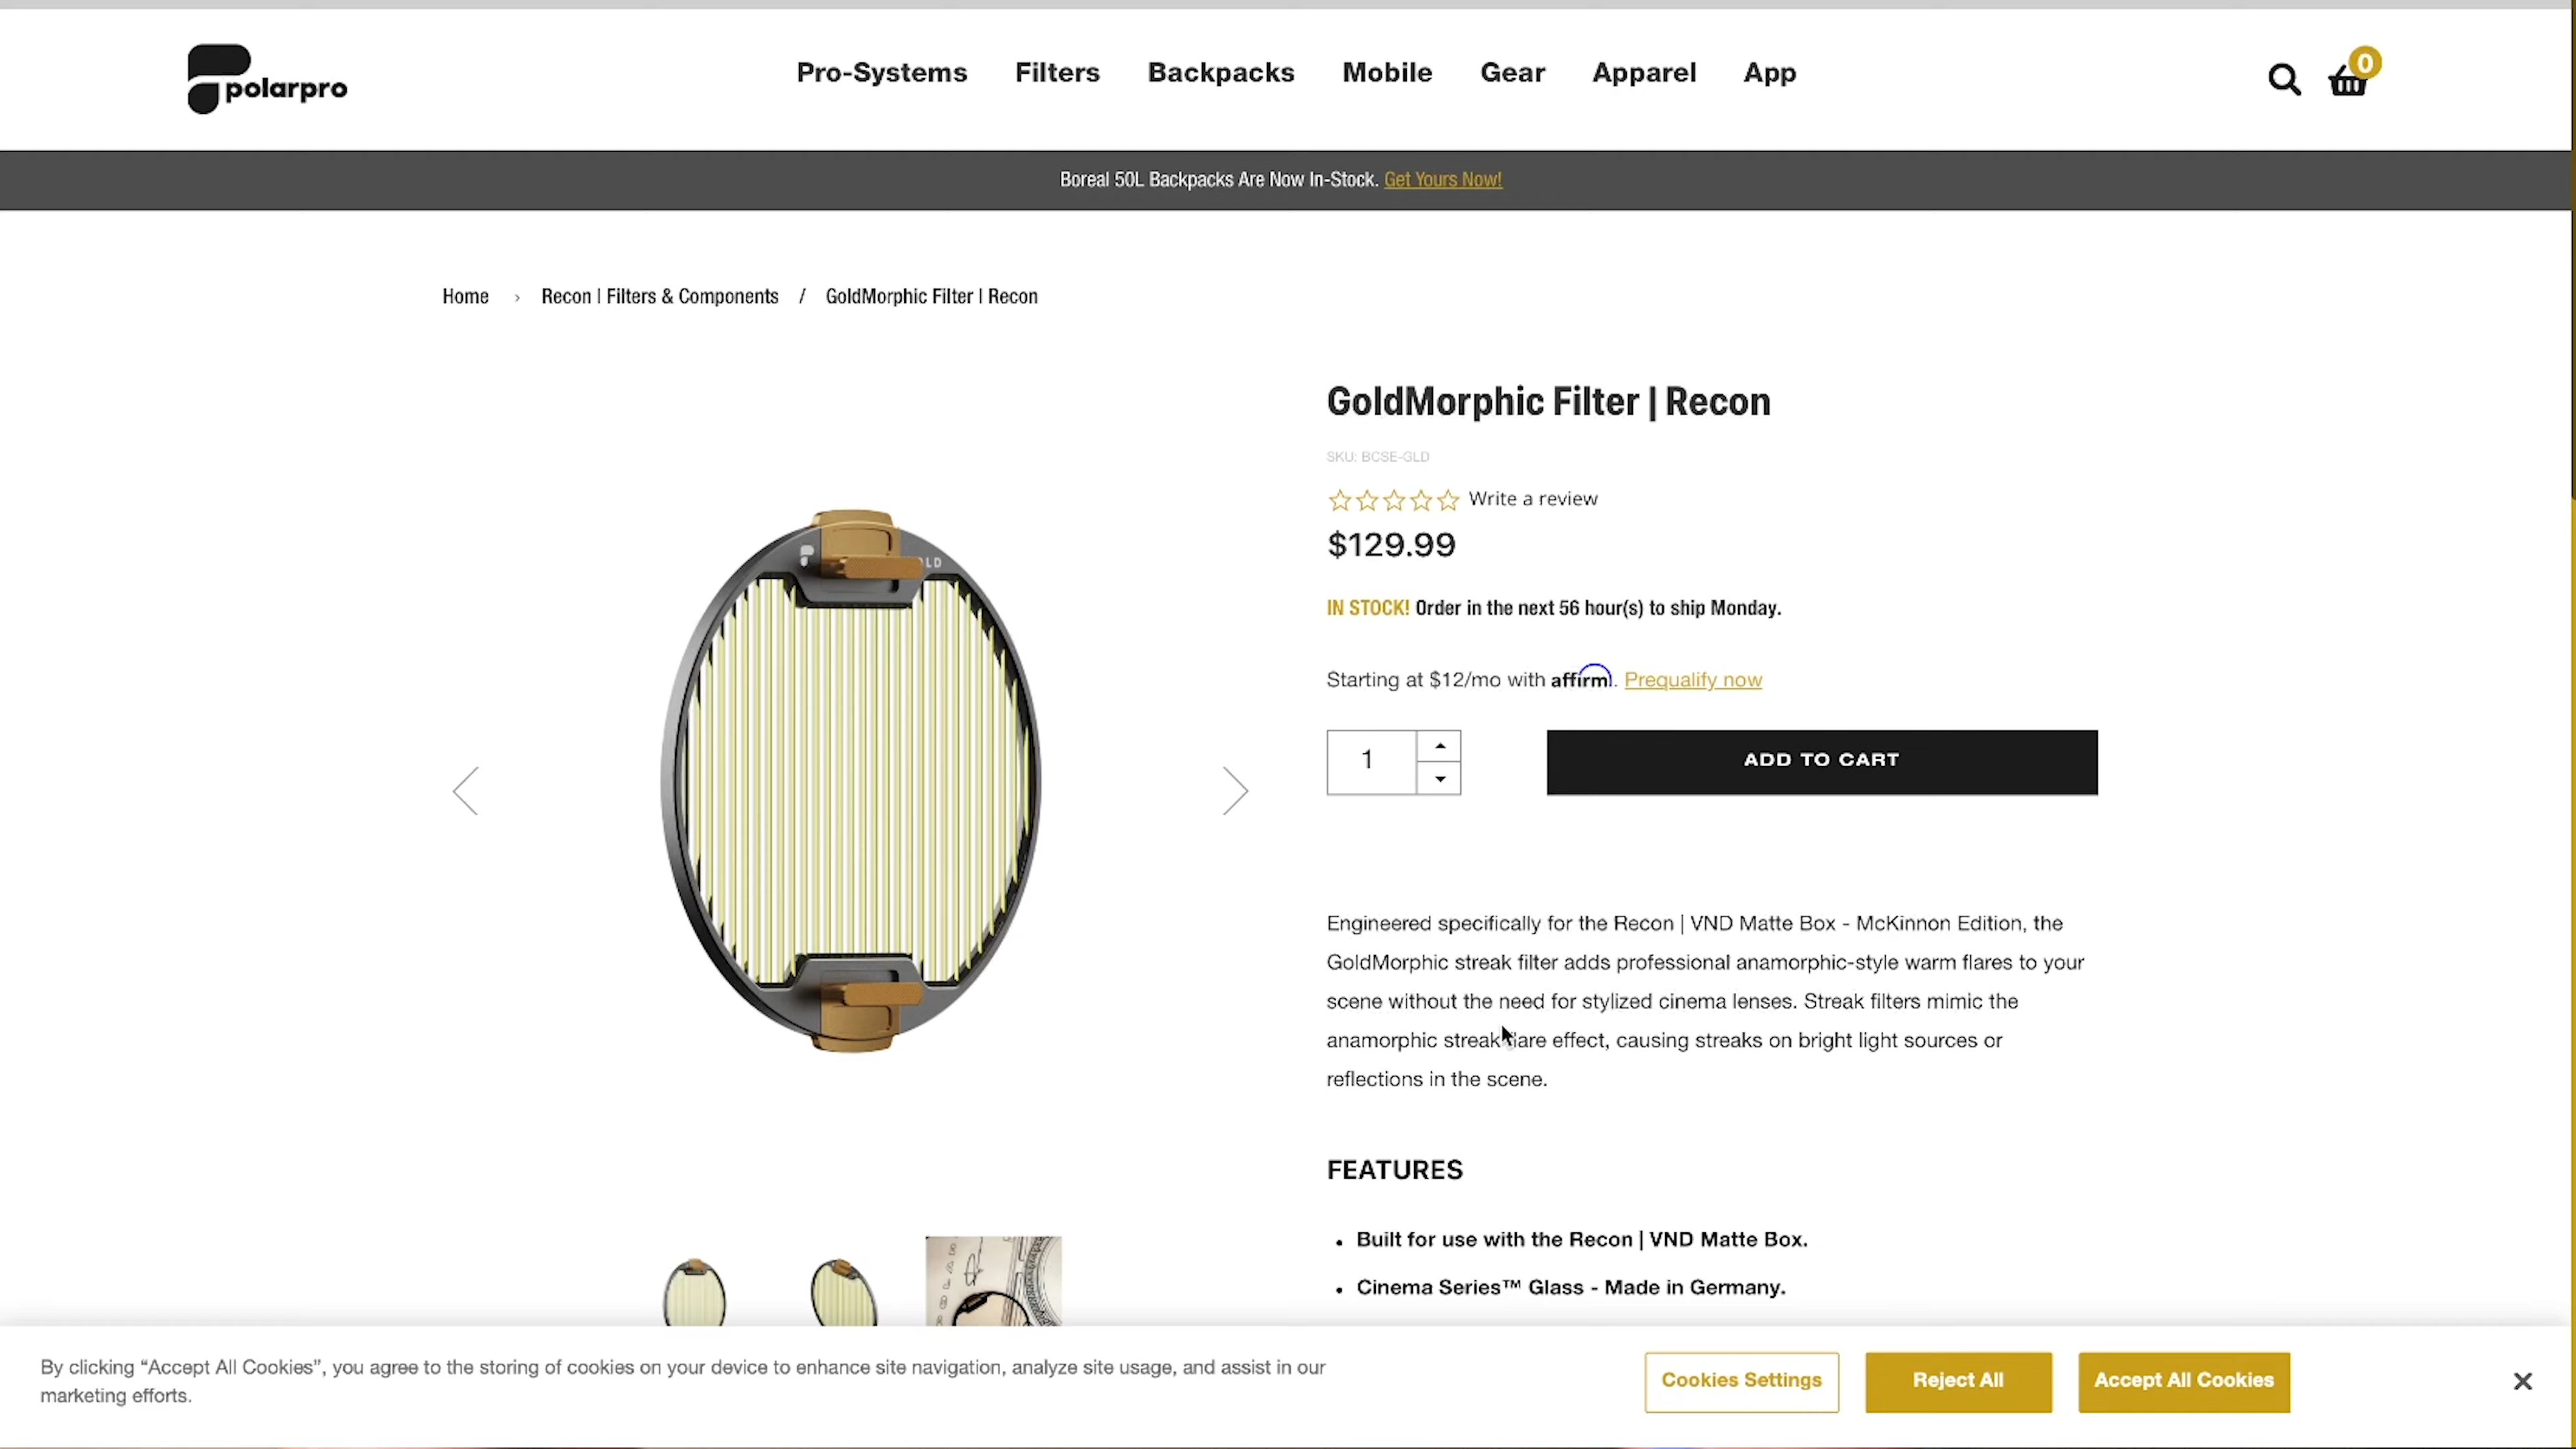 polarpro
Pro-Systems Filters Backpacks Mobile Gear Apparel App
0
Boreal 50L Backpacks Are Now In-Stock. Get Yours Now!
Home › Recon | Filters & Components / GoldMorphic Filter | Recon
GoldMorphic Filter | Recon
SKU: BCSE-GLD
Write a review
$129.99
IN STOCK! Order in the next 56 hour(s) to ship Monday.
Starting at $12/mo with affirm. Prequalify now
1
ADD TO CART
Engineered specifically for the Recon | VND Matte Box - McKinnon Edition, the
GoldMorphic streak filter adds professional anamorphic-style warm flares to your
scene without the need for stylized cinema lenses. Streak filters mimic the
anamorphic streak flare effect, causing streaks on bright light sources or
reflections in the scene.
FEATURES
• Built for use with the Recon | VND Matte Box.
• Cinema Series™ Glass - Made in Germany.
By clicking “Accept All Cookies”, you agree to the storing of cookies on your device to enhance site navigation, analyze site usage, and assist in our
marketing efforts.
Cookies Settings
Reject All
Accept All Cookies